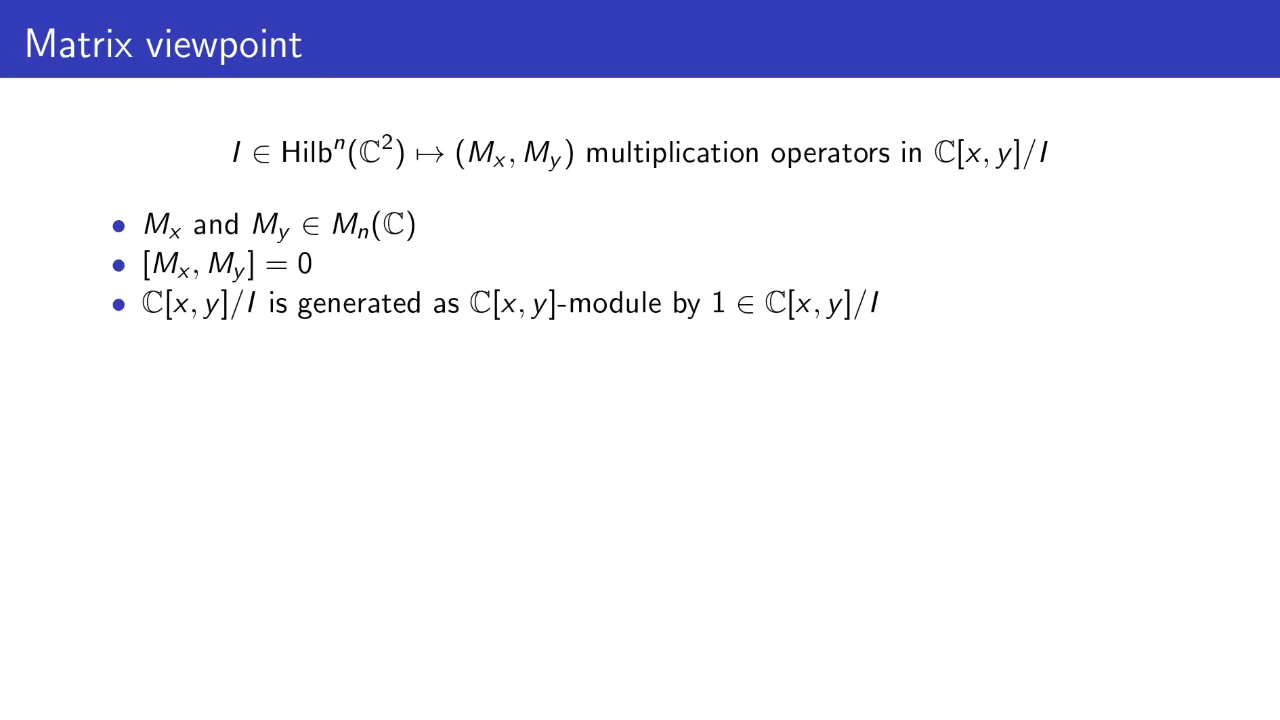 Matrix viewpoint
I ∈ Hilbⁿ(ℂ²) ↦ (Mₓ, M_y) multiplication operators in ℂ[x, y]/I
• Mₓ and M_y ∈ Mₙ(ℂ)
• [Mₓ, M_y] = 0
• ℂ[x, y]/I is generated as ℂ[x, y]-module by 1 ∈ ℂ[x, y]/I